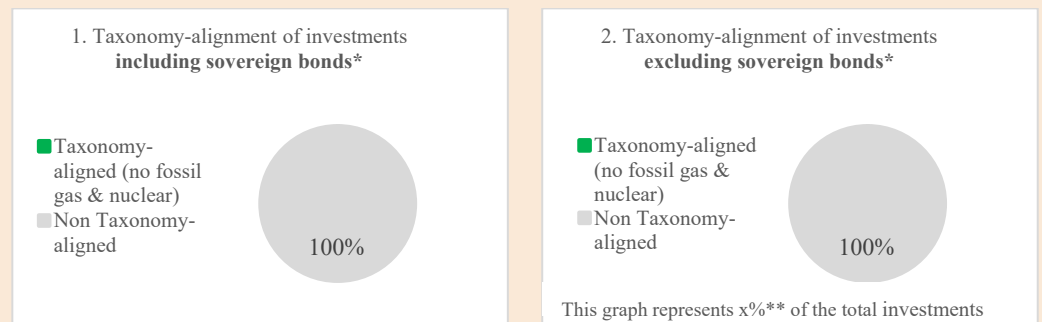 1. Taxonomy-alignment of investments
including sovereign bonds*
Taxonomy-
aligned (no fossil
gas & nuclear)
Non Taxonomy-
aligned
100%
2. Taxonomy-alignment of investments
excluding sovereign bonds*
Taxonomy-aligned
(no fossil gas &
nuclear)
Non Taxonomy-
aligned
100%
This graph represents x%** of the total investments